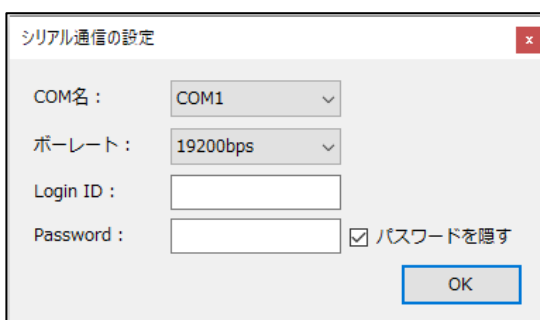 シリアル通信の設定
x
COM名： COM1
ボーレート： 19200bps
Login ID：
Password： パスワードを隠す
OK